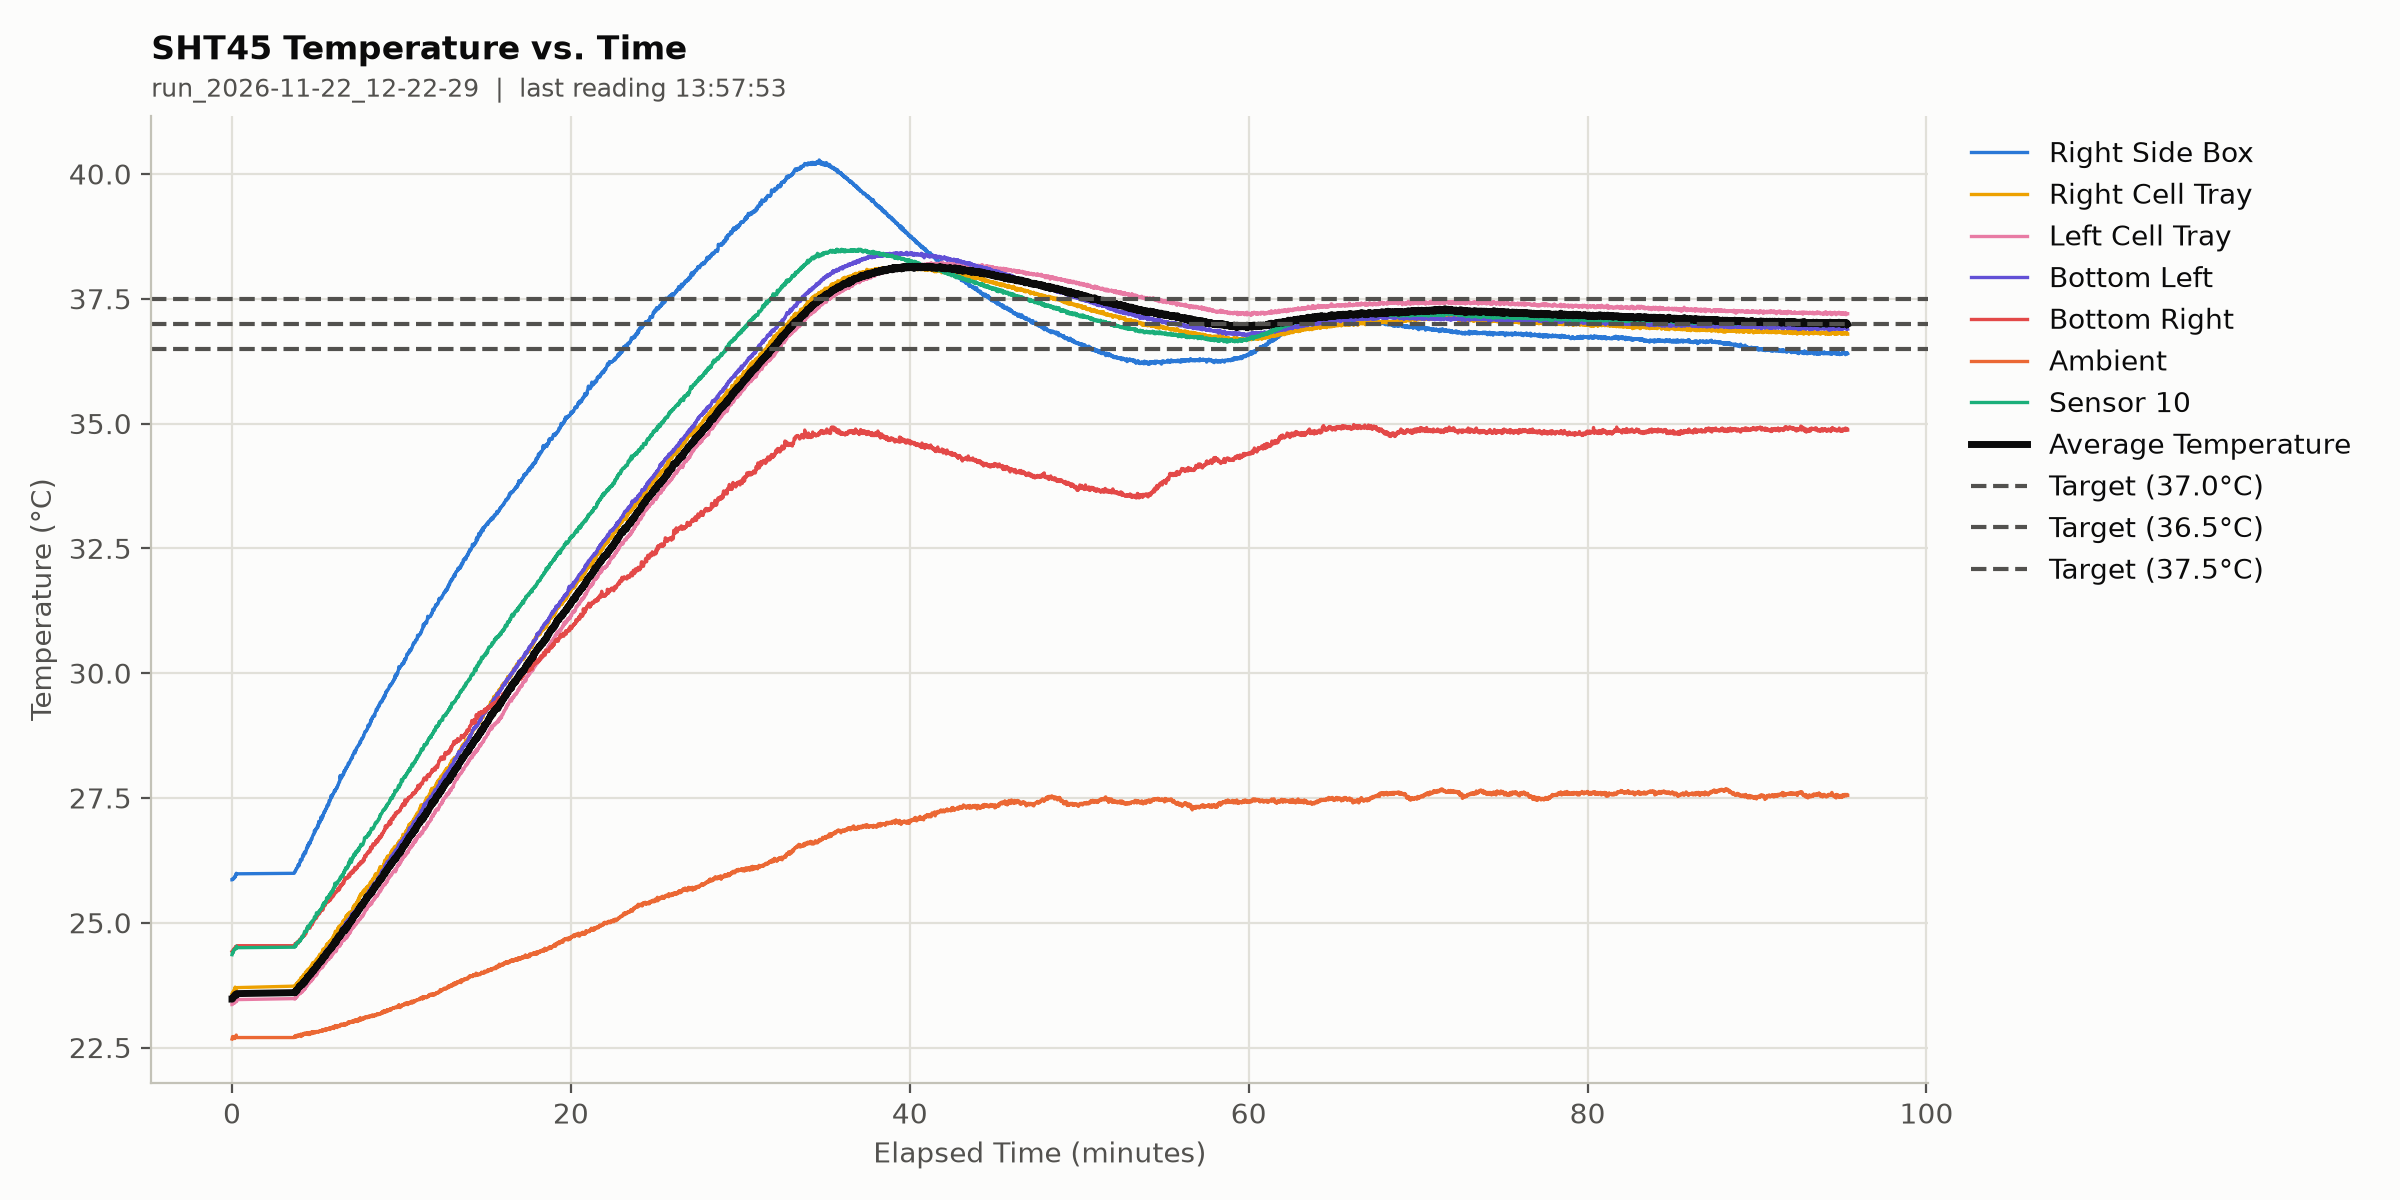 SHT45 Temperature vs. Time
run_2026-11-22_12-22-29 | last reading 13:57:53
Temperature (°C)
40.0
37.5
35.0
32.5
30.0
27.5
25.0
22.5
0 20 40 60 80 100
Elapsed Time (minutes)
Right Side Box
Right Cell Tray
Left Cell Tray
Bottom Left
Bottom Right
Ambient
Sensor 10
Average Temperature
Target (37.0°C)
Target (36.5°C)
Target (37.5°C)